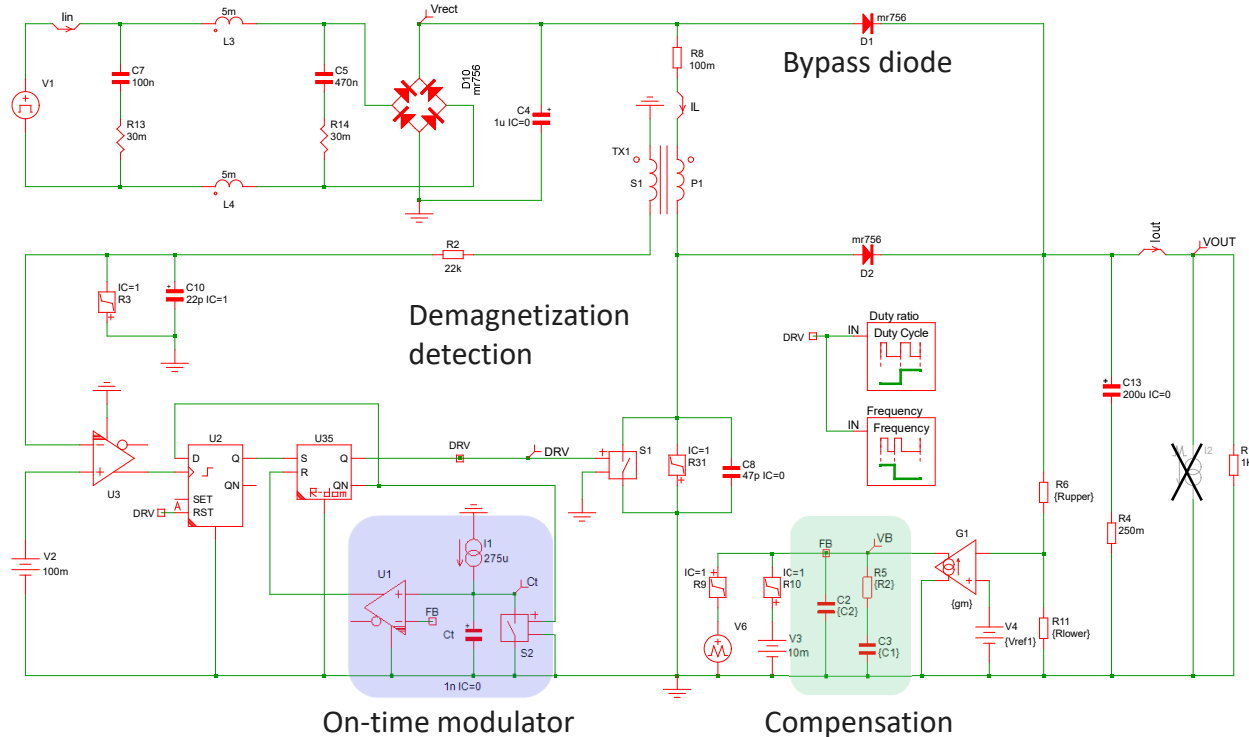 Iin
5m
L3
C7
100n
C5
470n
V1
R13
30m
R14
30m
5m
L4
D10
mr756
Vrect
C4
1u IC=0
R8
100m
IL
TX1
S1
P1
mr756
D1
Bypass diode
mr756
D2
Iout
VOUT
R2
22k
IC=1
R3
C10
22p IC=1
Demagnetization
detection
DRV
IN
Duty ratio
Duty Cycle
IN
Frequency
Frequency
C13
200u IC=0
R4
250m
I2
R
1K
U3
V2
100m
U2
D
Q
QN
SET
RST
DRV
A
U35
S
Q
R
QN
R-dom
DRV
DRV
S1
IC=1
R31
C8
47p IC=0
I1
275u
U1
FB
Ct
Ct
1n IC=0
S2
On-time modulator
IC=1
R9
V6
IC=1
R10
V3
10m
FB
VB
C2
{C2}
R5
{R2}
C3
{C1}
Compensation
G1
{gm}
V4
{Vref1}
R6
{Rupper}
R11
{Rlower}